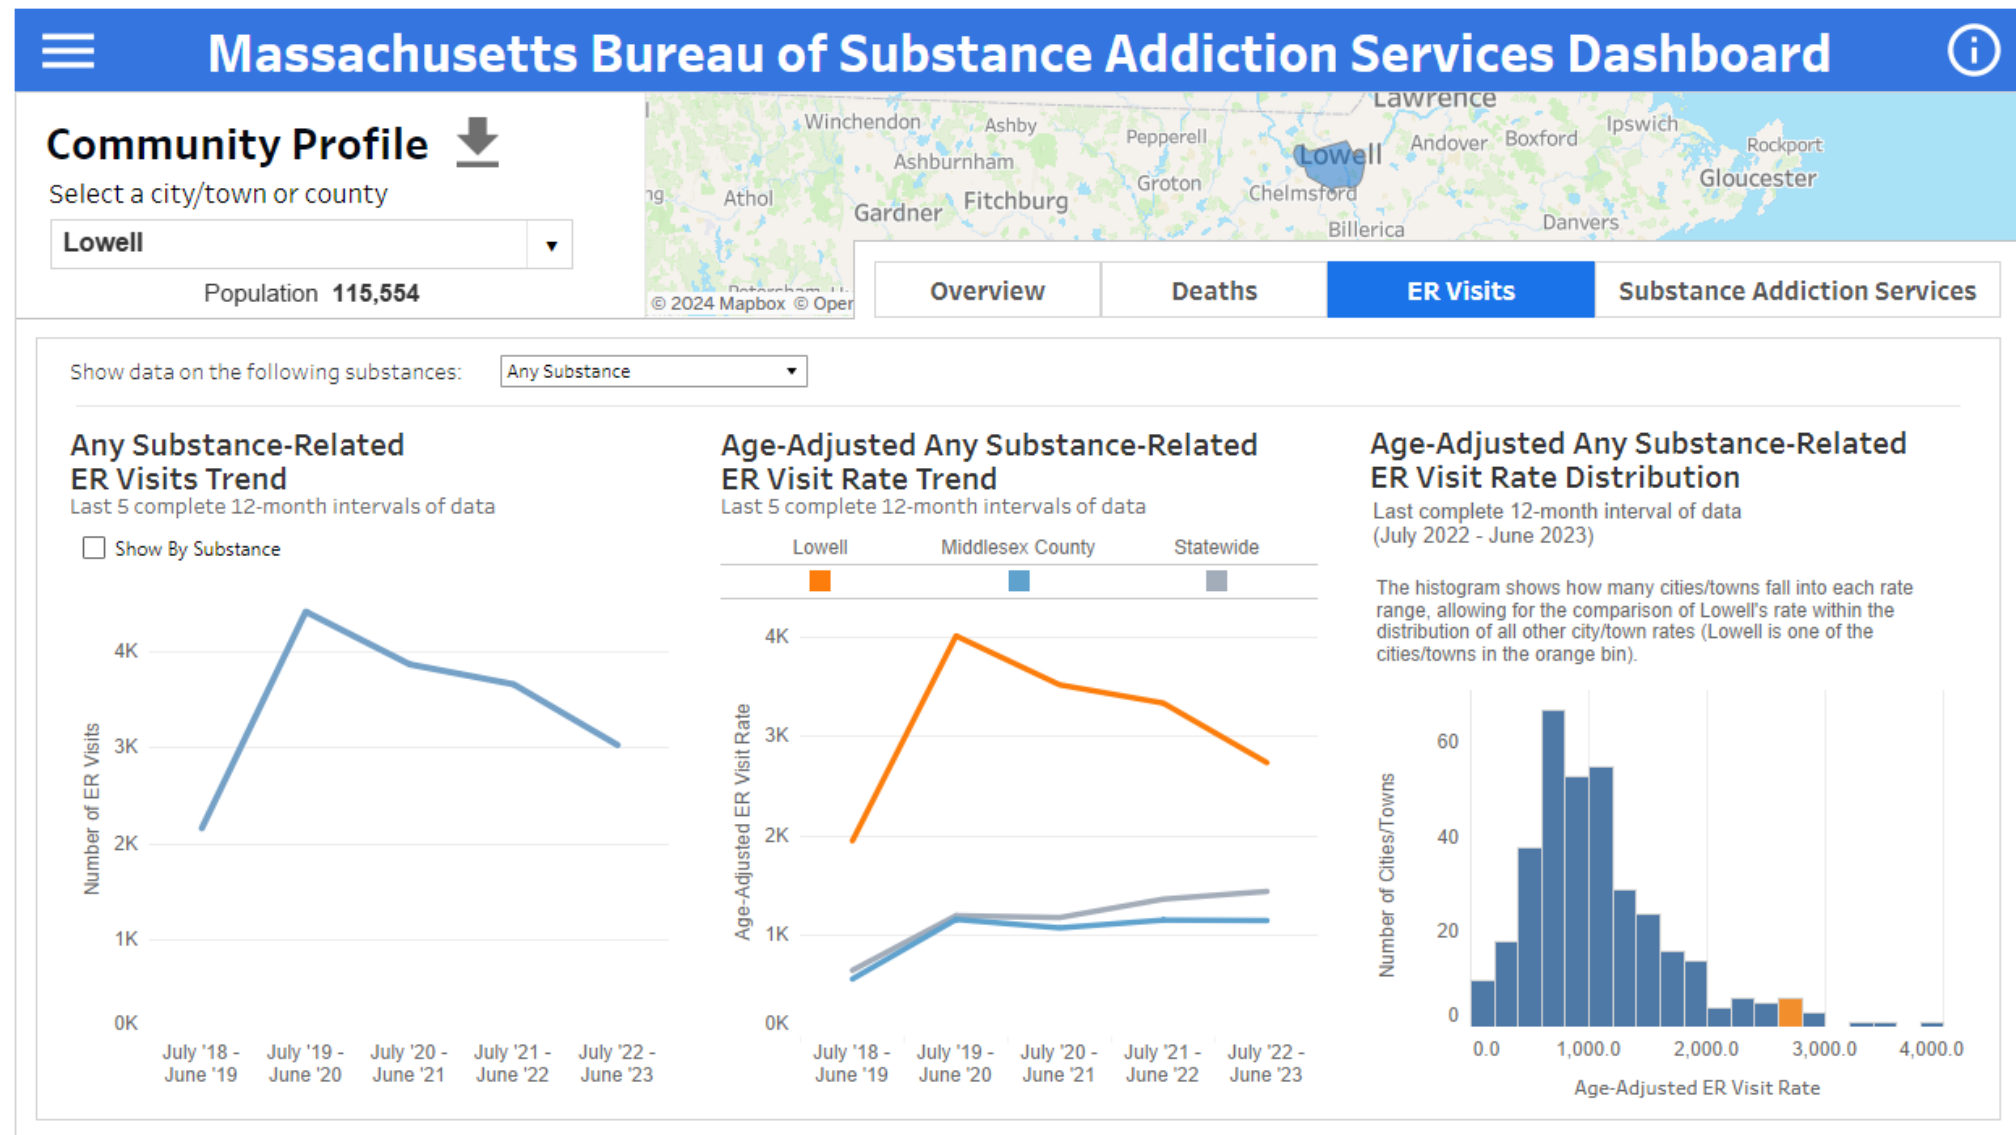 Massachusetts Bureau of Substance Addiction Services Dashboard
Community Profile
Select a city/town or county
Lowell
Population 115,554
Lawrence
Winchendon
Ashby
Pepperell
Ipswich
Andover
Boxford
Rockport
Ashburnham
Lowell
Gloucester
ng
Athol
Gardner
Fitchburg
Groton
Chelmsford
Billerica
Danvers
© 2024 Mapbox © Oper
Overview
Deaths
ER Visits
Substance Addiction Services
Show data on the following substances:
Any Substance
Any Substance-Related
ER Visits Trend
Last 5 complete 12-month intervals of data
Show By Substance
4K
3K
2K
1K
0K
Number of ER Visits
July '18 -
June '19
July '19 -
June '20
July '20 -
June '21
July '21 -
June '22
July '22 -
June '23
Age-Adjusted Any Substance-Related
ER Visit Rate Trend
Last 5 complete 12-month intervals of data
Lowell
Middlesex County
Statewide
4K
3K
2K
1K
0K
Age-Adjusted ER Visit Rate
July '18 -
June '19
July '19 -
June '20
July '20 -
June '21
July '21 -
June '22
July '22 -
June '23
Age-Adjusted Any Substance-Related
ER Visit Rate Distribution
Last complete 12-month interval of data
(July 2022 - June 2023)
The histogram shows how many cities/towns fall into each rate
range, allowing for the comparison of Lowell's rate within the
distribution of all other city/town rates (Lowell is one of the
cities/towns in the orange bin).
60
40
20
0
Number of Cities/Towns
0.0
1,000.0
2,000.0
3,000.0
4,000.0
Age-Adjusted ER Visit Rate